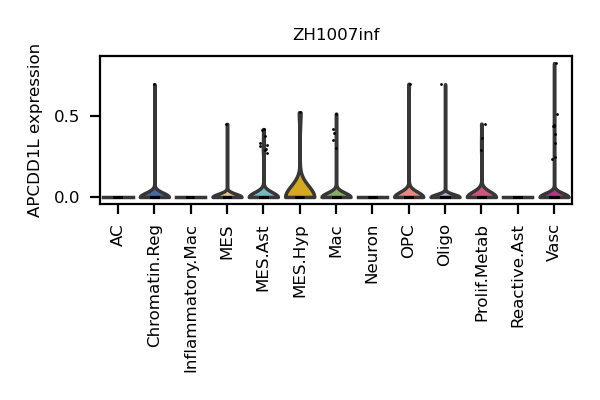 ZH1007inf
APCDD1L expression
0.5
0.0
AC
Chromatin.Reg
Inflammatory.Mac
MES
MES.Ast
MES.Hyp
Mac
Neuron
OPC
Oligo
Prolif.Metab
Reactive.Ast
Vasc